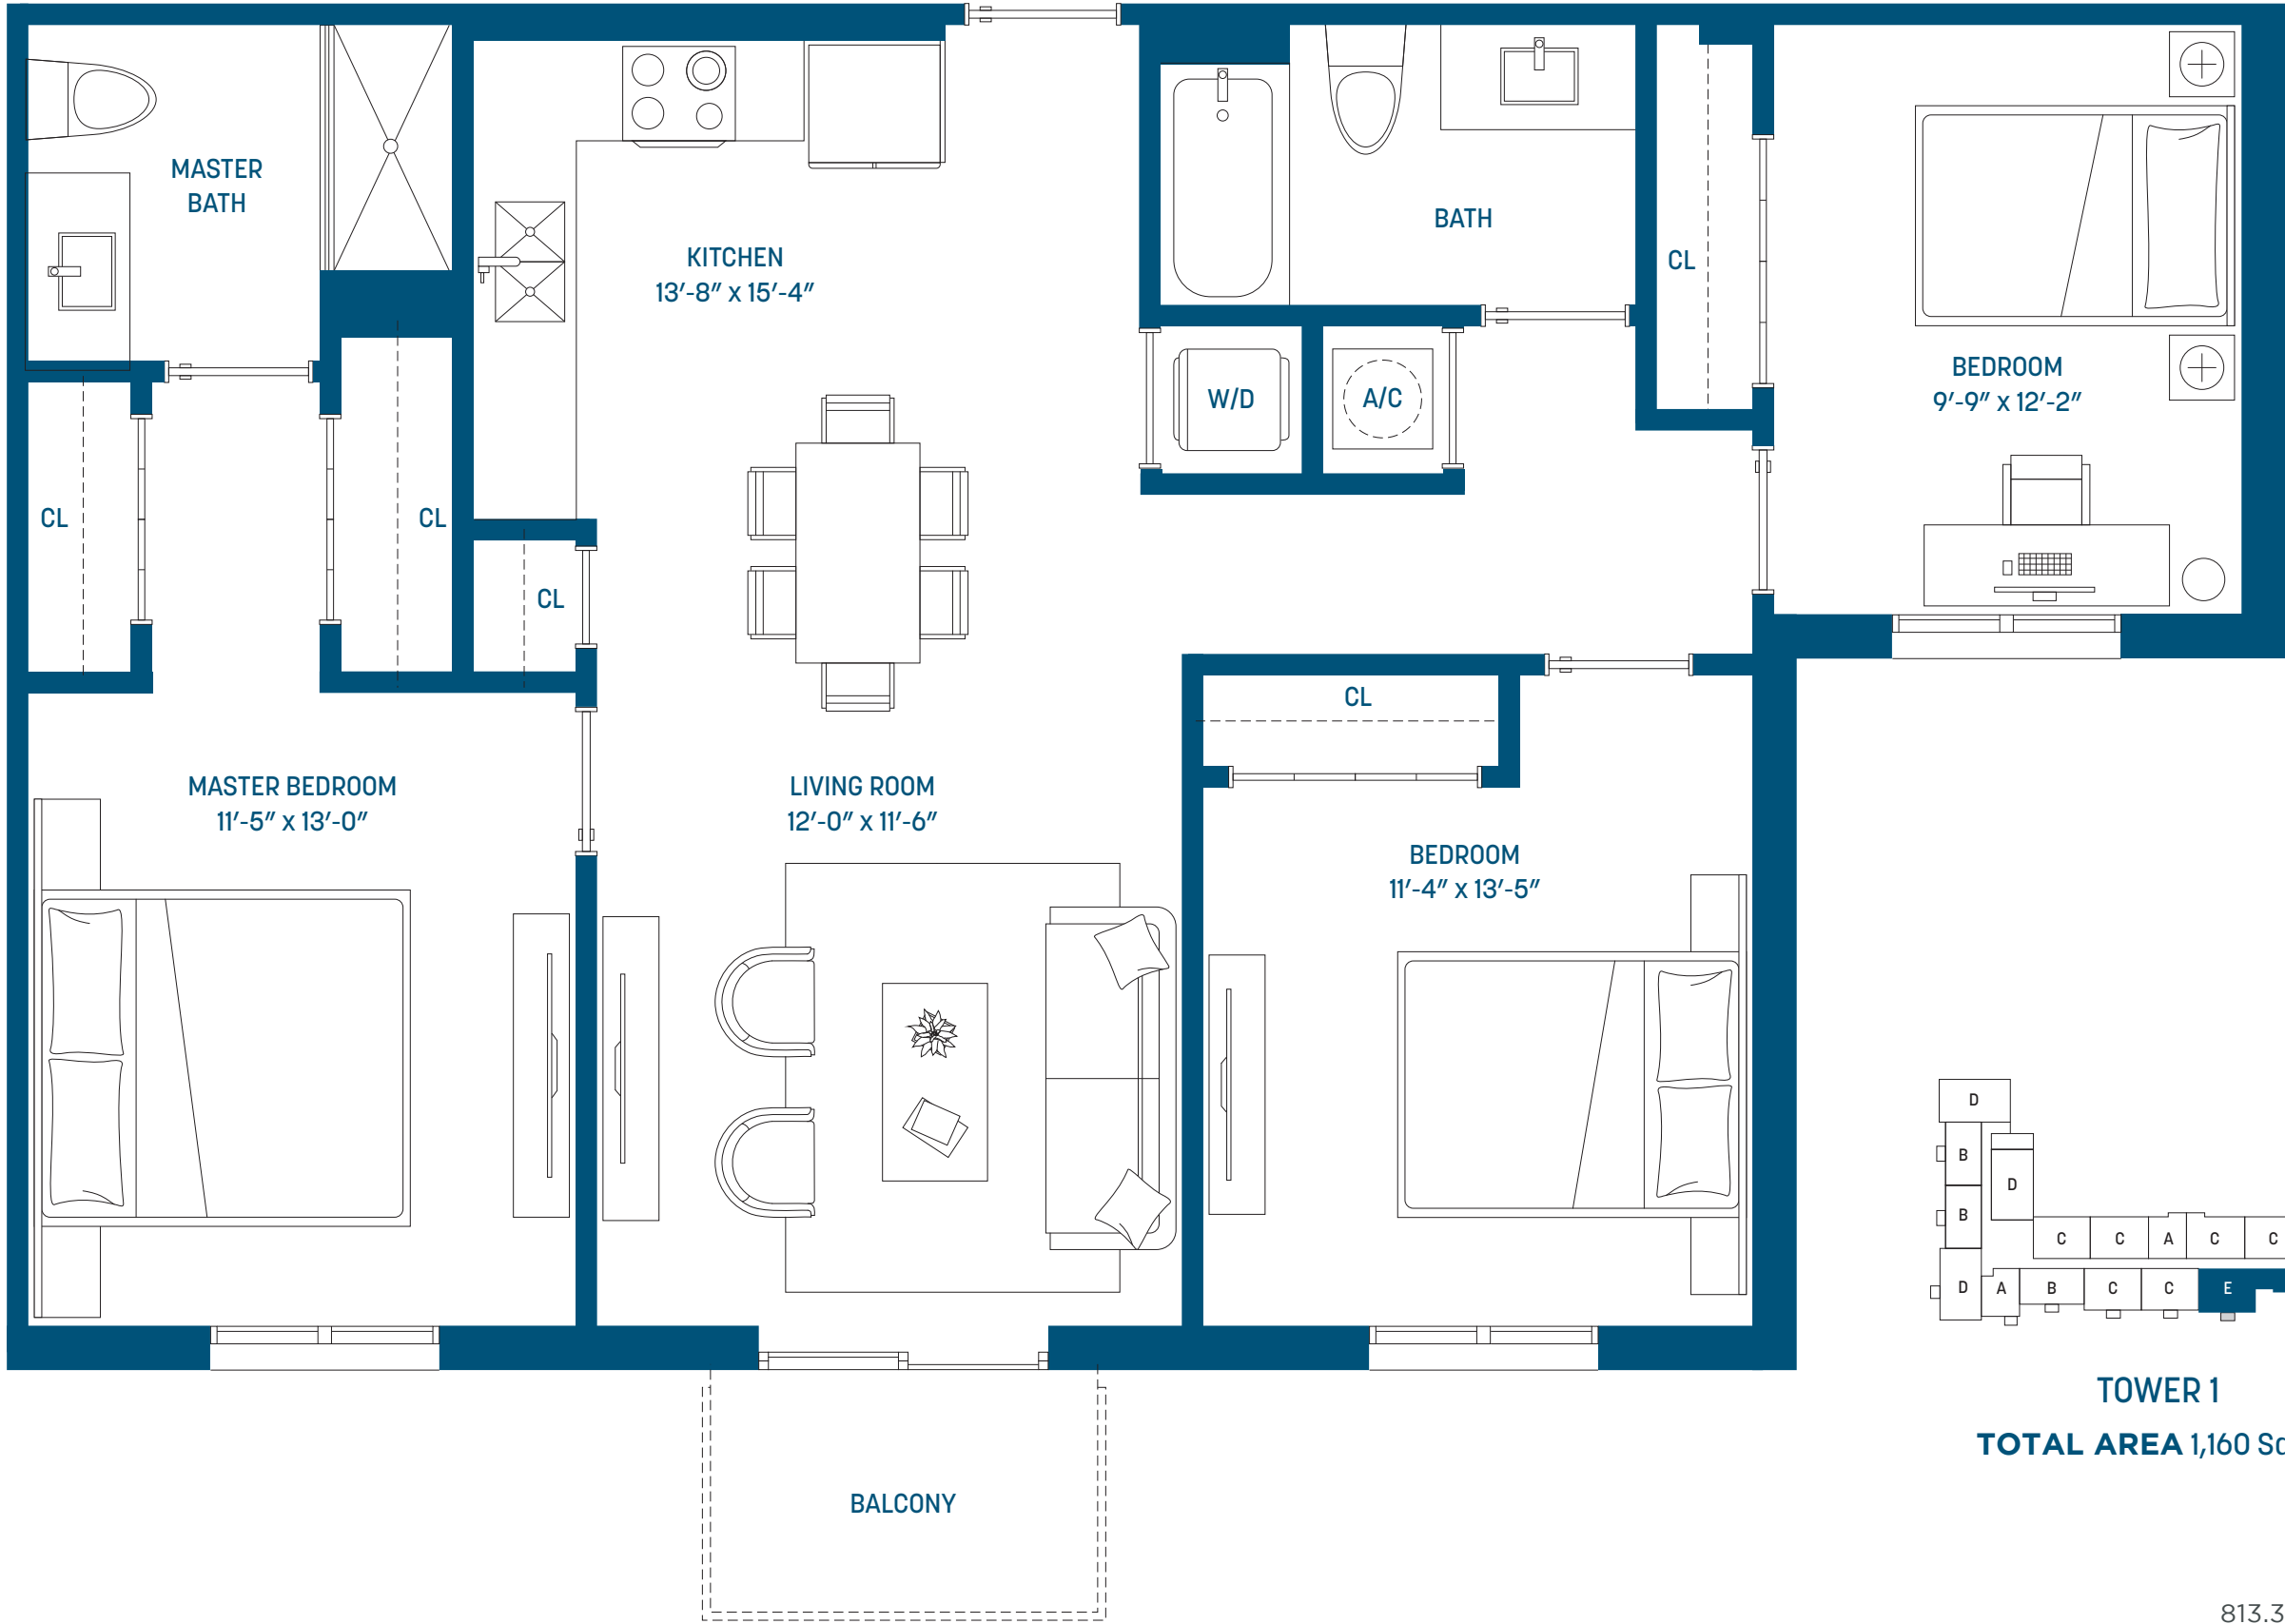 MASTER
BATH
KITCHEN
13′-8″ X 15′-4″
BATH
CL
BEDROOM
9′-9″ X 12′-2″
W/D
A/C
CL
CL
CL
CL
MASTER BEDROOM
11′-5″ X 13′-0″
LIVING ROOM
12′-0″ X 11′-6″
BEDROOM
11′-4″ X 13′-5″
D
B
D
B
C
C
A
C
C
D
A
B
C
C
E
TOWER 1
TOTAL AREA 1,160
BALCONY
813.3